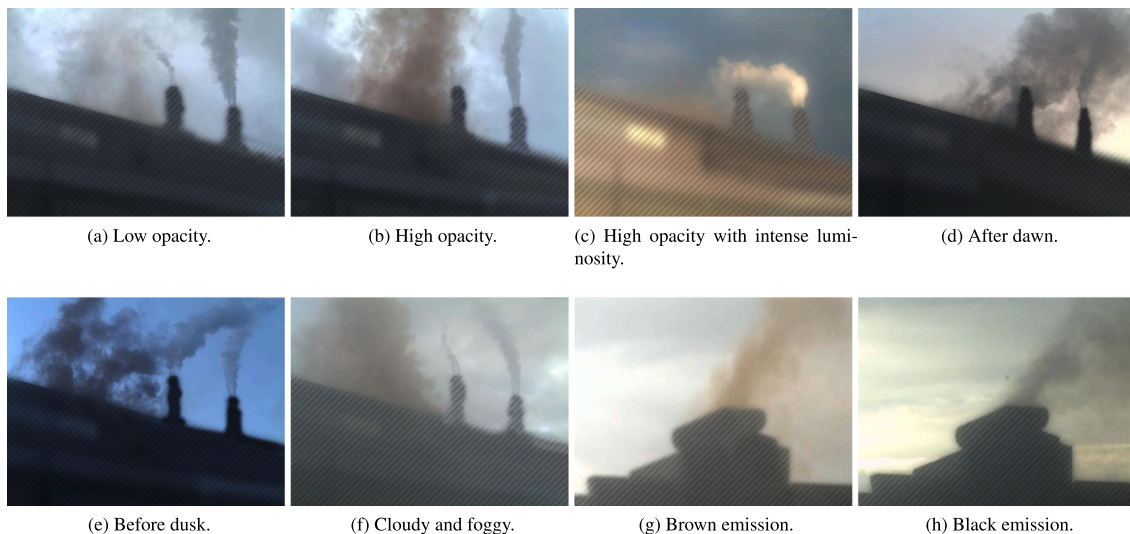 (a) Low opacity.
(b) High opacity.
(c) High opacity with intense lumi-
nosity.
(d) After dawn.
(e) Before dusk.
(f) Cloudy and foggy.
(g) Brown emission.
(h) Black emission.